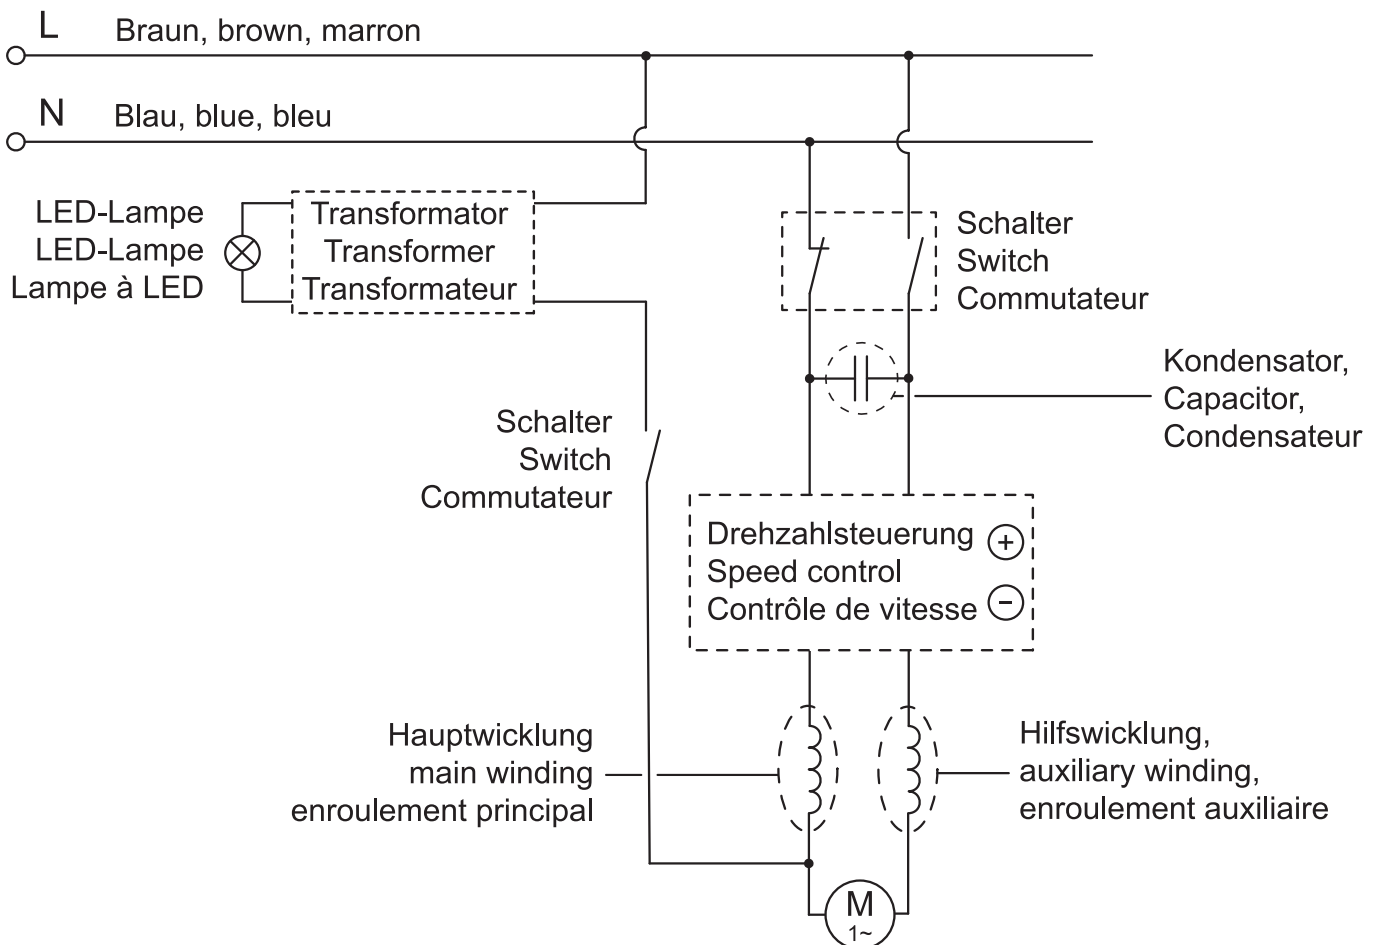 L
Braun, brown, marron
N
Blau, blue, bleu
LED-Lampe
LED-Lampe
Lampe à LED
Transformator
Transformer
Transformateur
Schalter
Switch
Commutateur
Kondensator,
Capacitor,
Condensateur
Schalter
Switch
Commutateur
Drehzahlsteuerung
Speed control
Contrôle de vitesse
+
−
Hauptwicklung
main winding
enroulement principal
Hilfswicklung,
auxiliary winding,
enroulement auxiliaire
M
1~